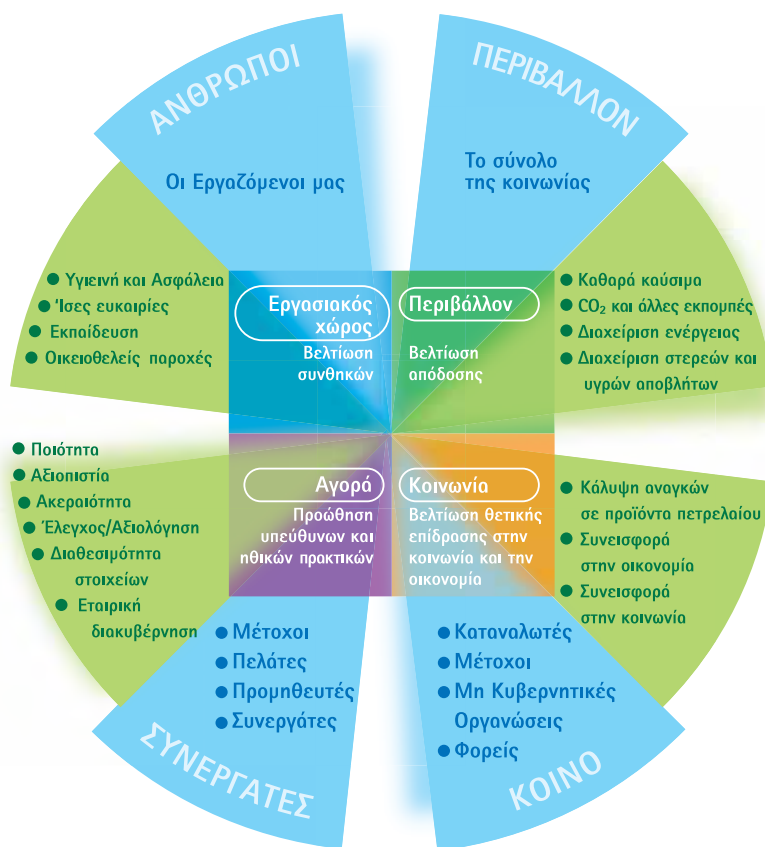 ΑΝΘΡΩΠΟΙ
Οι Εργαζόμενοι μας
● Υγιεινή και Ασφάλεια
● Ίσες ευκαιρίες
● Εκπαίδευση
● Οικειοθελείς παροχές
Εργασιακός
χώρος
Βελτίωση
συνθηκών
ΠΕΡΙΒΑΛΛΟΝ
Το σύνολο
της κοινωνίας
Περιβάλλον
Βελτίωση
απόδοσης
● Καθαρά καύσιμα
● CO₂ και άλλες εκπομπές
● Διαχείριση ενέργειας
● Διαχείριση στερεών και
υγρών αποβλήτων
● Ποιότητα
● Αξιοπιστία
● Ακεραιότητα
● Έλεγχος/Αξιολόγηση
● Διαθεσιμότητα
στοιχείων
● Εταιρική
διακυβέρνηση
Αγορά
Προώθηση
υπεύθυνων και
ηθικών πρακτικών
● Μέτοχοι
● Πελάτες
● Προμηθευτές
● Συνεργάτες
ΣΥΝΕΡΓΑΤΕΣ
Κοινωνία
Βελτίωση θετικής
επίδρασης στην
κοινωνία και την
οικονομία
● Κάλυψη αναγκών
σε προϊόντα πετρελαίου
● Συνεισφορά
στην οικονομία
● Συνεισφορά
στην κοινωνία
● Καταναλωτές
● Μέτοχοι
● Μη Κυβερνητικές
Οργανώσεις
● Φορείς
ΚΟΙΝΟ